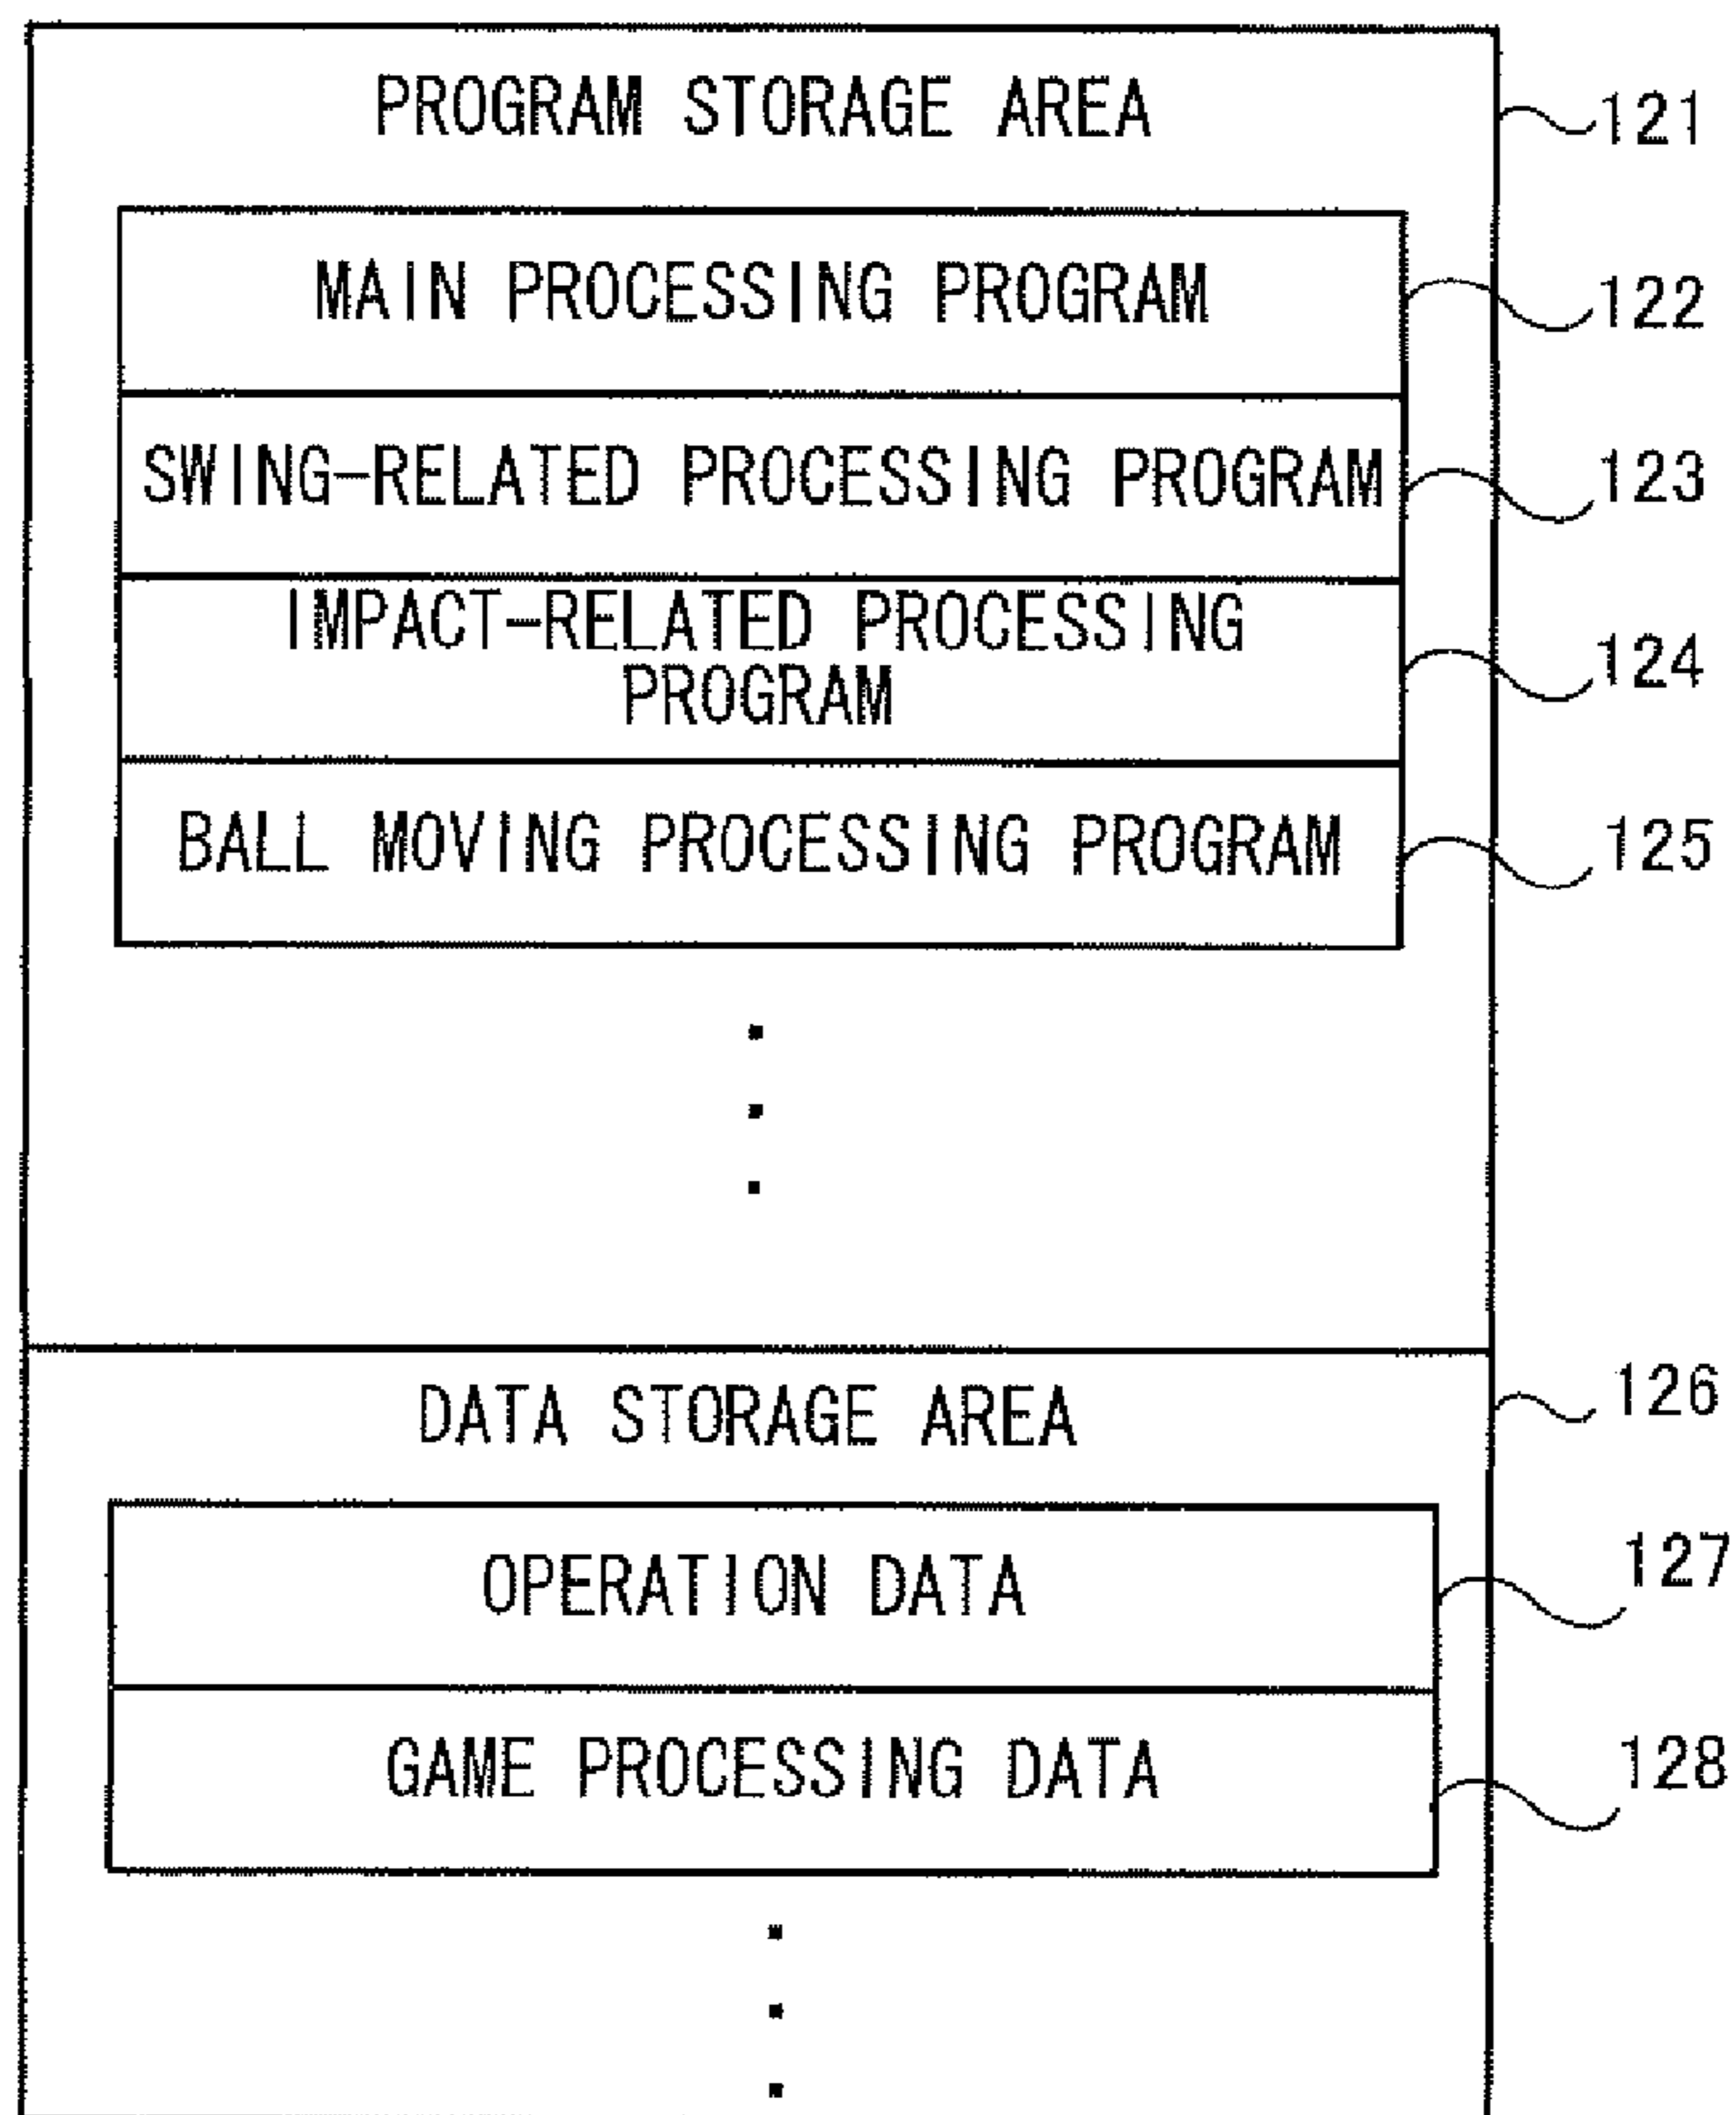 PROGRAM STORAGE AREA
121
MAIN PROCESSING PROGRAM
122
SWING-RELATED PROCESSING PROGRAM
123
IMPACT-RELATED PROCESSING
PROGRAM
124
BALL MOVING PROCESSING PROGRAM
125
DATA STORAGE AREA
126
OPERATION DATA
127
GAME PROCESSING DATA
128